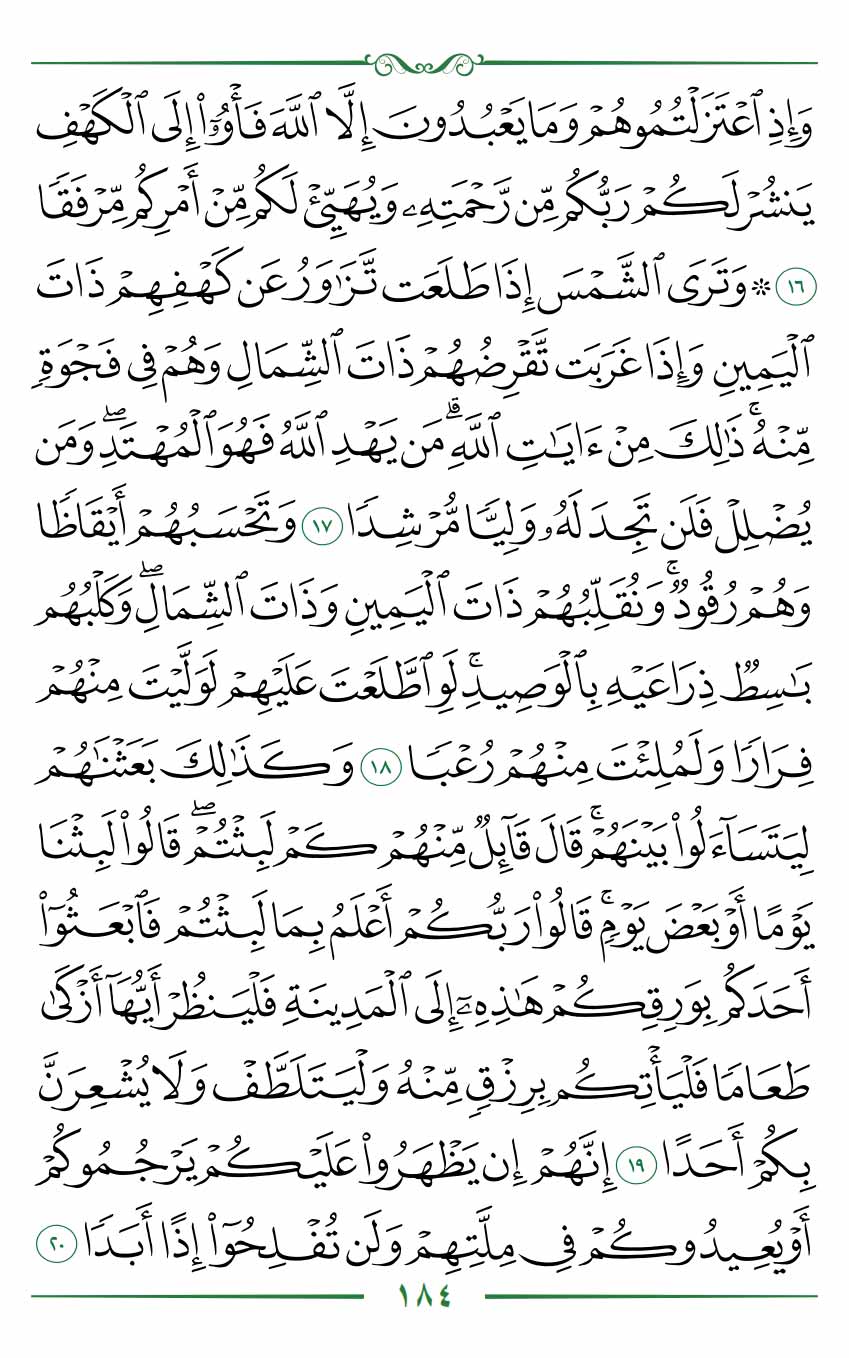 وَإِذِ ٱعۡتَزَلۡتُمُوهُمۡ وَمَا يَعۡبُدُونَ إِلَّا ٱللَّهَ فَأۡوُۥٓاْ إِلَى ٱلۡكَهۡفِ
يَنشُرۡ لَكُمۡ رَبُّكُم مِّن رَّحۡمَتِهِۦ وَيُهَيِّئۡ لَكُم مِّنۡ أَمۡرِكُم مِّرۡفَقٗا
١٦ ۞ وَتَرَى ٱلشَّمۡسَ إِذَا طَلَعَت تَّزَٰوَرُ عَن كَهۡفِهِمۡ ذَاتَ
ٱلۡيَمِينِ وَإِذَا غَرَبَت تَّقۡرِضُهُمۡ ذَاتَ ٱلشِّمَالِ وَهُمۡ فِي فَجۡوَةٖ
مِّنۡهُۚ ذَٰلِكَ مِنۡ ءَايَٰتِ ٱللَّهِۗ مَن يَهۡدِ ٱللَّهُ فَهُوَ ٱلۡمُهۡتَدِۖ وَمَن
يُضۡلِلۡ فَلَن تَجِدَ لَهُۥ وَلِيّٗا مُّرۡشِدٗا ١٧ وَتَحۡسَبُهُمۡ أَيۡقَاظٗا
وَهُمۡ رُقُودٞۚ وَنُقَلِّبُهُمۡ ذَاتَ ٱلۡيَمِينِ وَذَاتَ ٱلشِّمَالِۖ وَكَلۡبُهُم
بَٰسِطٞ ذِرَاعَيۡهِ بِٱلۡوَصِيدِۚ لَوِ ٱطَّلَعۡتَ عَلَيۡهِمۡ لَوَلَّيۡتَ مِنۡهُمۡ
فِرَارٗا وَلَمُلِئۡتَ مِنۡهُمۡ رُعۡبٗا ١٨ وَكَذَٰلِكَ بَعَثۡنَٰهُمۡ
لِيَتَسَآءَلُواْ بَيۡنَهُمۡۚ قَالَ قَآئِلٞ مِّنۡهُمۡ كَمۡ لَبِثۡتُمۡۖ قَالُواْ لَبِثۡنَا
يَوۡمًا أَوۡ بَعۡضَ يَوۡمٖۚ قَالُواْ رَبُّكُمۡ أَعۡلَمُ بِمَا لَبِثۡتُمۡ فَٱبۡعَثُوٓاْ
أَحَدَكُم بِوَرِقِكُمۡ هَٰذِهِۦٓ إِلَى ٱلۡمَدِينَةِ فَلۡيَنظُرۡ أَيُّهَآ أَزۡكَىٰ
طَعَامٗا فَلۡيَأۡتِكُم بِرِزۡقٖ مِّنۡهُ وَلۡيَتَلَطَّفۡ وَلَا يُشۡعِرَنَّ
بِكُمۡ أَحَدًا ١٩ إِنَّهُمۡ إِن يَظۡهَرُواْ عَلَيۡكُمۡ يَرۡجُمُوكُمۡ
أَوۡ يُعِيدُوكُمۡ فِي مِلَّتِهِمۡ وَلَن تُفۡلِحُوٓاْ إِذًا أَبَدٗا ٢٠
١٨٤